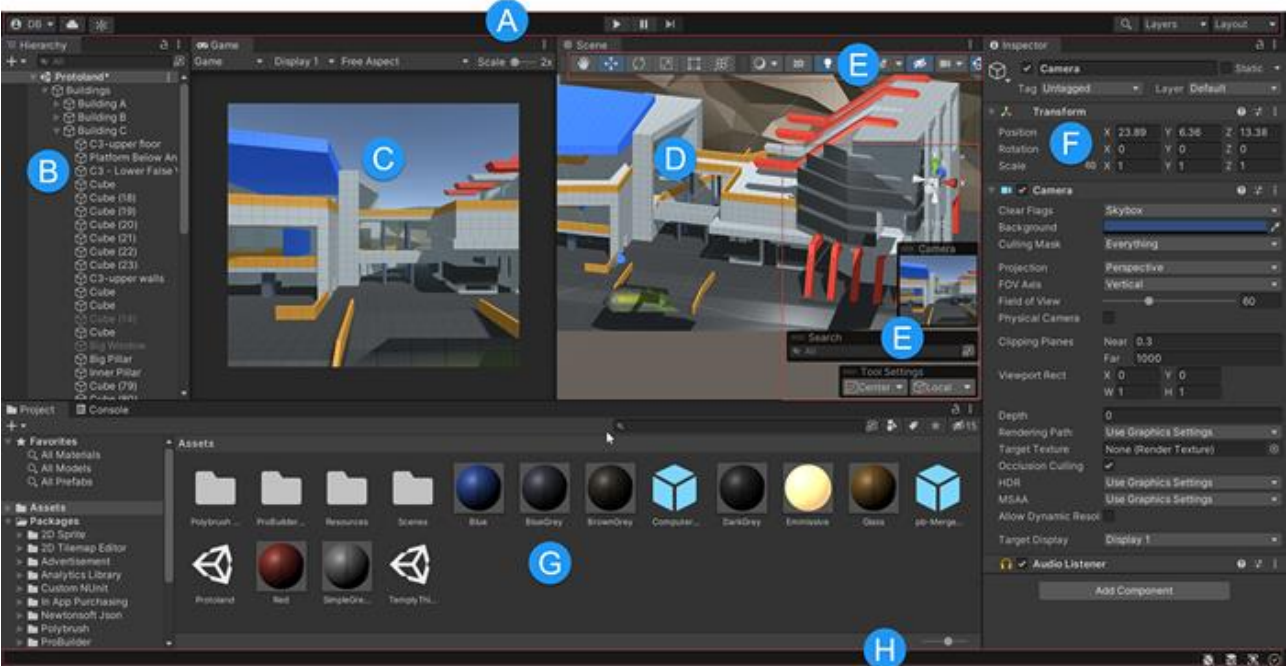 DB
A
Layers
Layout
Hierarchy
All
Protoland*
Buildings
Building A
Building B
Building C
C3-upper floor
Platform Below An
C3 - Lower False
Cube
Cube (18)
Cube (19)
Cube (20)
Cube (21)
Cube (22)
Cube (23)
C3-upper walls
Cube
Cube
Cube (14)
Cube
Big Window
Big Pillar
Inner Pillar
Cube (79)
Cube (80)
B
Game
Game Display 1 Free Aspect Scale 2x
C
Scene
2D
E
D
Camera
E
Search
All
Tool Settings
Center Local
Inspector
Camera Static
Tag Untagged Layer Default
Transform
Position X 23.89 Y 6.36 Z 13.38
Rotation X 0 Y 0 Z 0
Scale X 1 Y 1 Z 1
F
Camera
Clear Flags Skybox
Background
Culling Mask Everything
Projection Perspective
FOV Axis Vertical
Field of View 60
Physical Camera
Clipping Planes Near 0.3
Far 1000
Viewport Rect X 0 Y 0
W 1 H 1
Depth 0
Rendering Path Use Graphics Settings
Target Texture None (Render Texture)
Occlusion Culling
HDR Use Graphics Settings
MSAA Use Graphics Settings
Allow Dynamic Resol
Target Display Display 1
Audio Listener
Add Component
Project Console
15
Favorites
All Materials
All Models
All Prefabs
Assets
Packages
2D Sprite
2D Tilemap Editor
Advertisement
Analytics Library
Custom NUnit
In App Purchasing
Newtonsoft Json
Polybrush
ProBuilder
Assets
Polybrush ... ProBuilder... Resources Scenes Blue BlueGrey BrownGrey Computer... DarkGrey Emmissive Glass pb-Merge...
Protoland Red SimpleGre... TemplyThi...
G
H